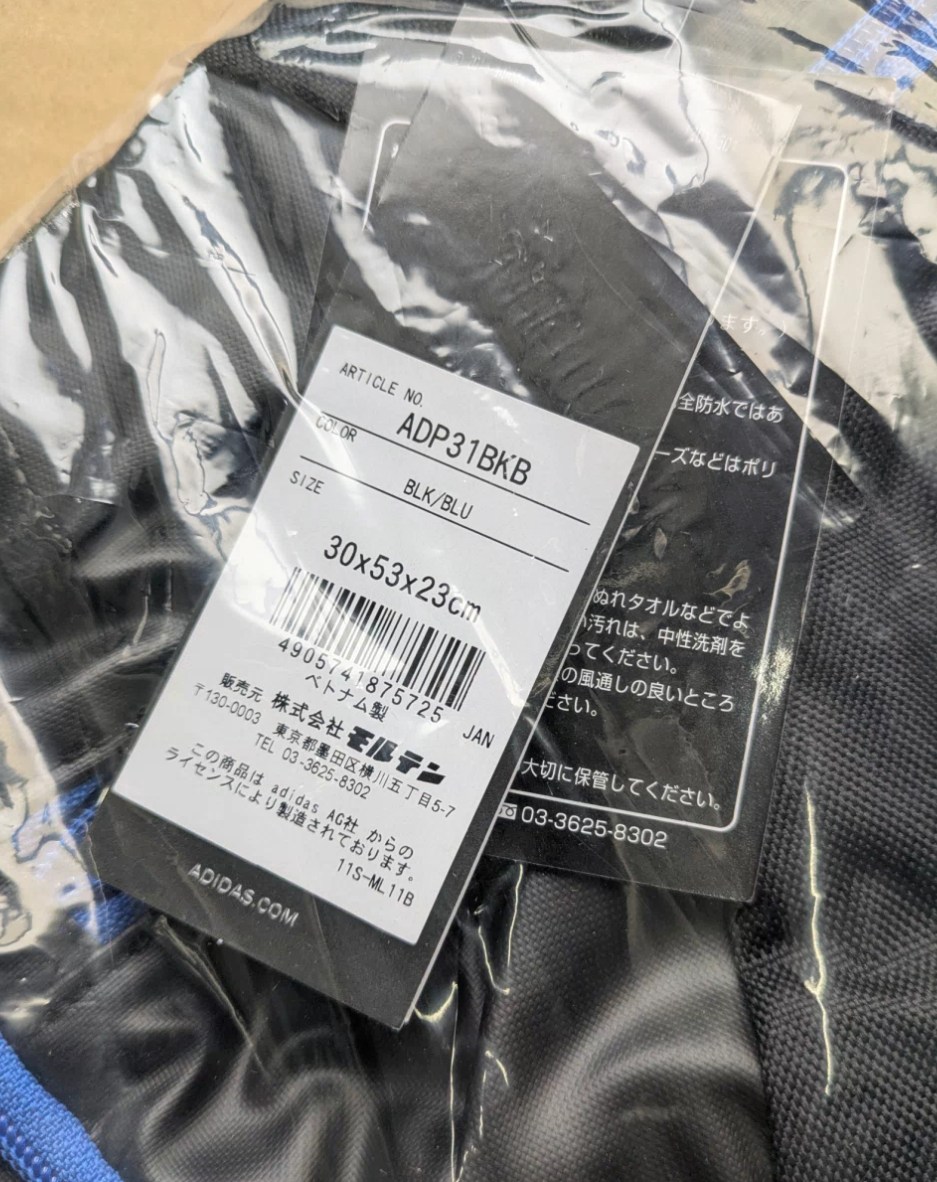 ARTICLE NO.
ADP31BKB
COLOR
BLK/BLU
SIZE
30x53x23cm
4905741875725 JAN
ベトナム製
販売元 株式会社 モルテン
〒130-0003 東京都墨田区横川五丁目5-7
TEL 03-3625-8302
この商品は adidas AG社 からの
ライセンスにより製造されております。
11S-ML11B
ADIDAS.COM
ます。)
全防水ではあ
ーズなどはポリ
ぬれタオルなどでよ
い汚れは、中性洗剤を
ってください。
の風通しの良いところ
ださい。
大切に保管してください。
03-3625-8302